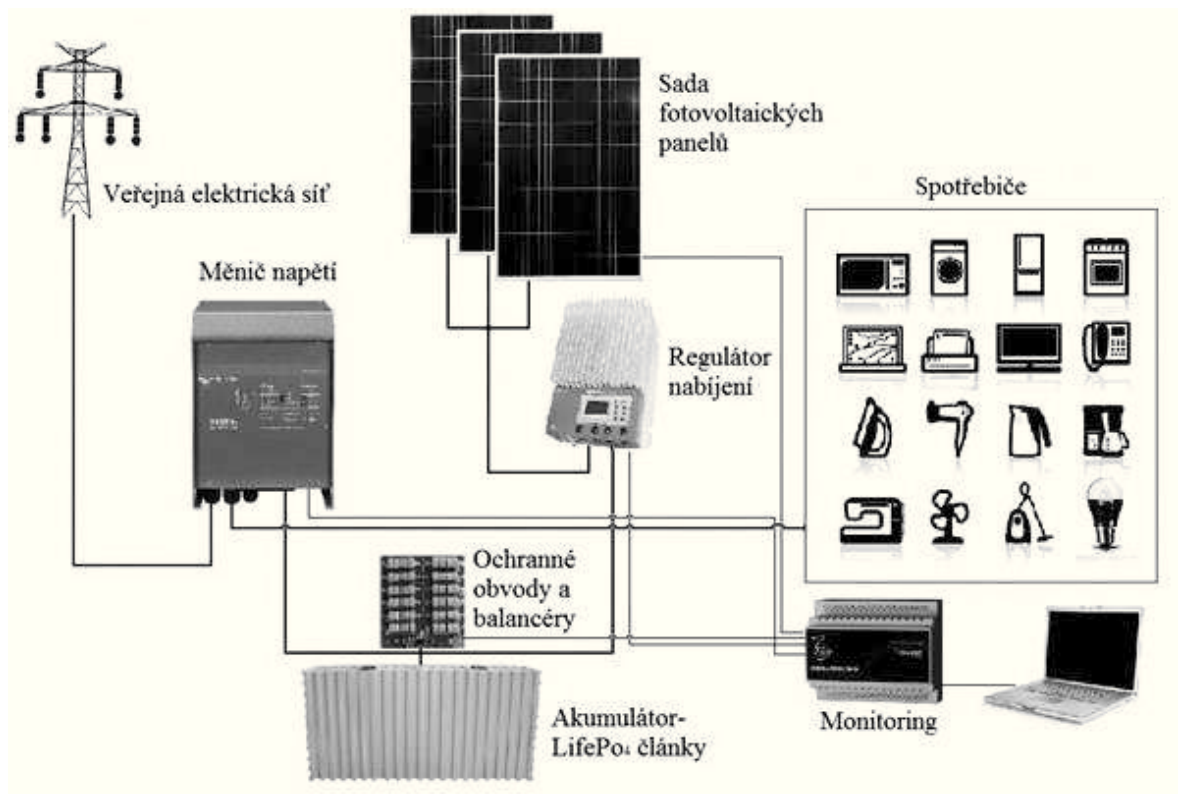 Sada
fotovoltaických
panelů
Veřejná elektrická síť
Spotřebiče
Měnič napětí
Regulátor
nabíjení
Ochranné
obvody a
balancéry
Akumulátor-
LifePo₄ články
Monitoring